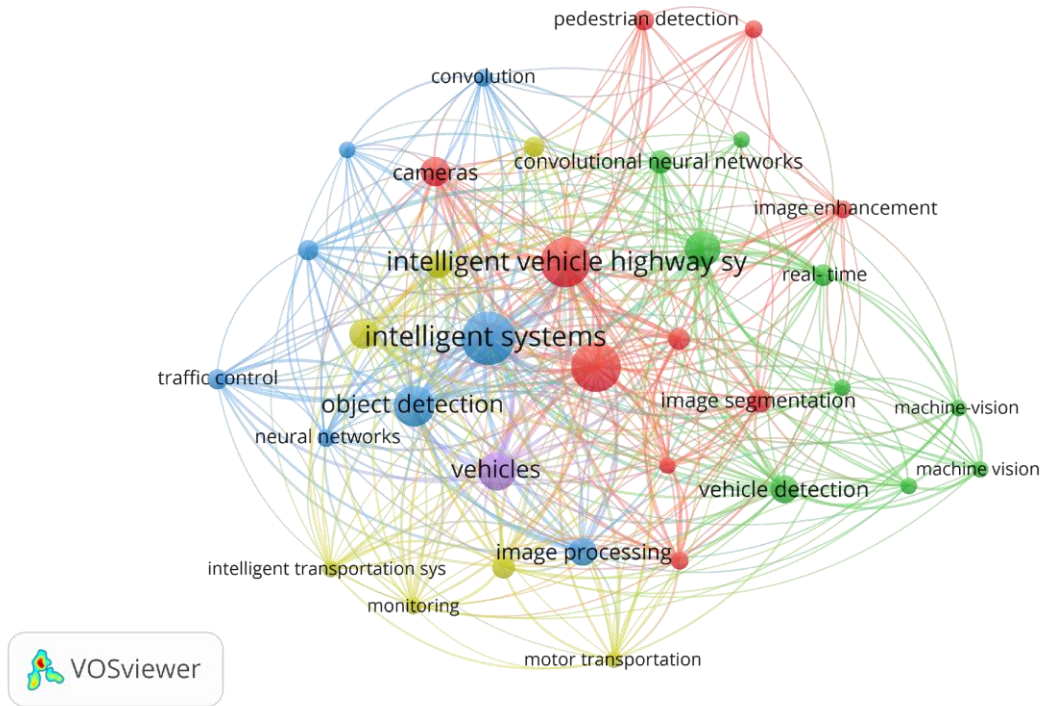 pedestrian detection
convolution
convolutional neural networks
cameras
image enhancement
intelligent vehicle highway sy
real- time
intelligent systems
traffic control
object detection
image segmentation
machine-vision
neural networks
vehicles
machine vision
vehicle detection
image processing
intelligent transportation sys
monitoring
motor transportation
VOSviewer